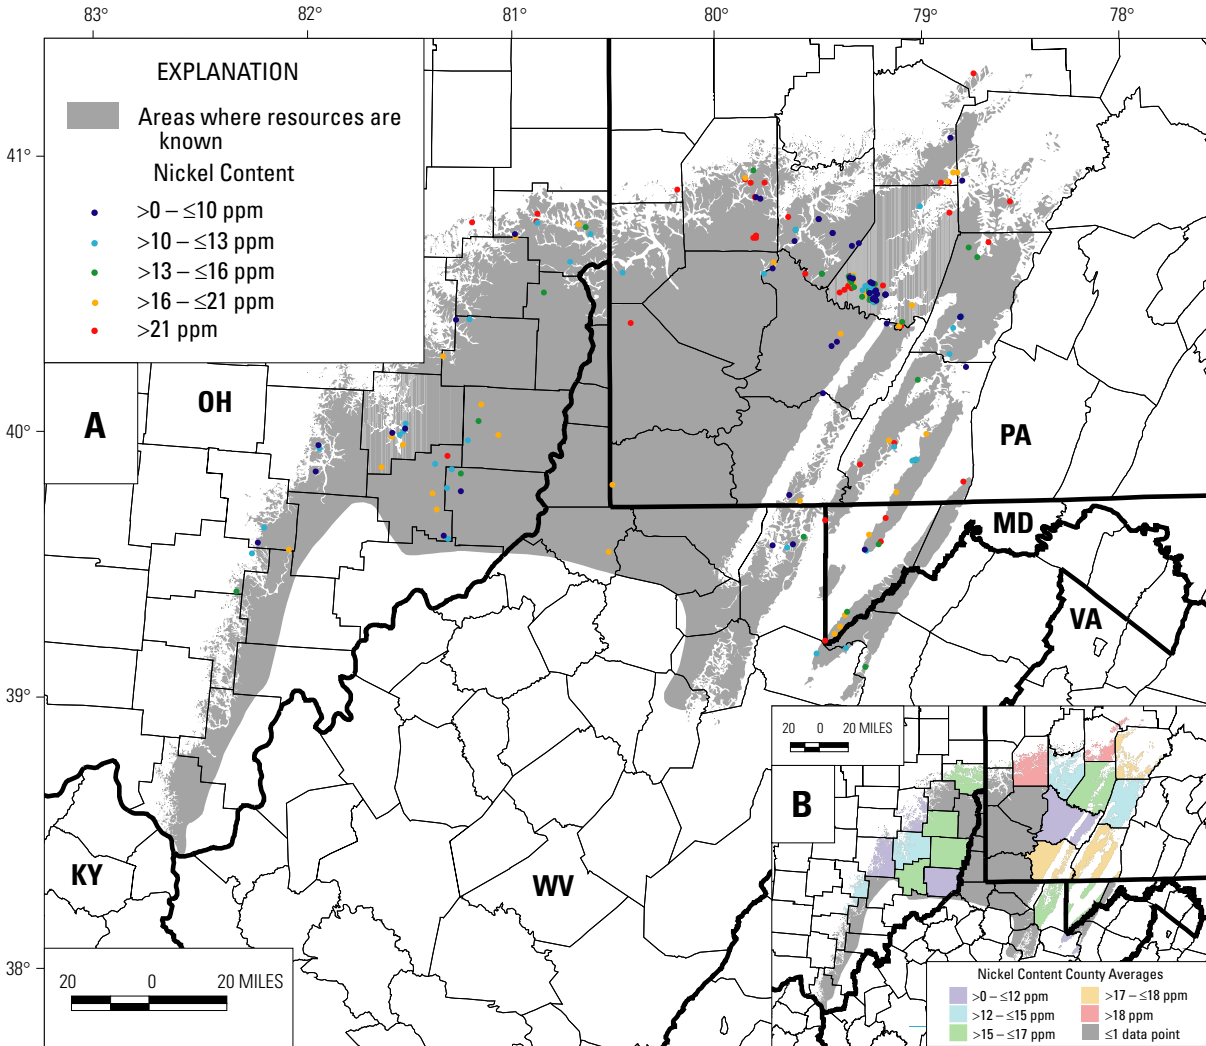 83° 82° 81° 80° 79° 78°
EXPLANATION
Areas where resources are
known
Nickel Content
>0 – ≤10 ppm
>10 – ≤13 ppm
>13 – ≤16 ppm
>16 – ≤21 ppm
>21 ppm
41°
40°
39°
38°
A
OH
PA
MD
VA
WV
KY
20 0 20 MILES
20 0 20 MILES
B
Nickel Content County Averages
>0 – ≤12 ppm
>12 – ≤15 ppm
>15 – ≤17 ppm
>17 – ≤18 ppm
>18 ppm
≤1 data point